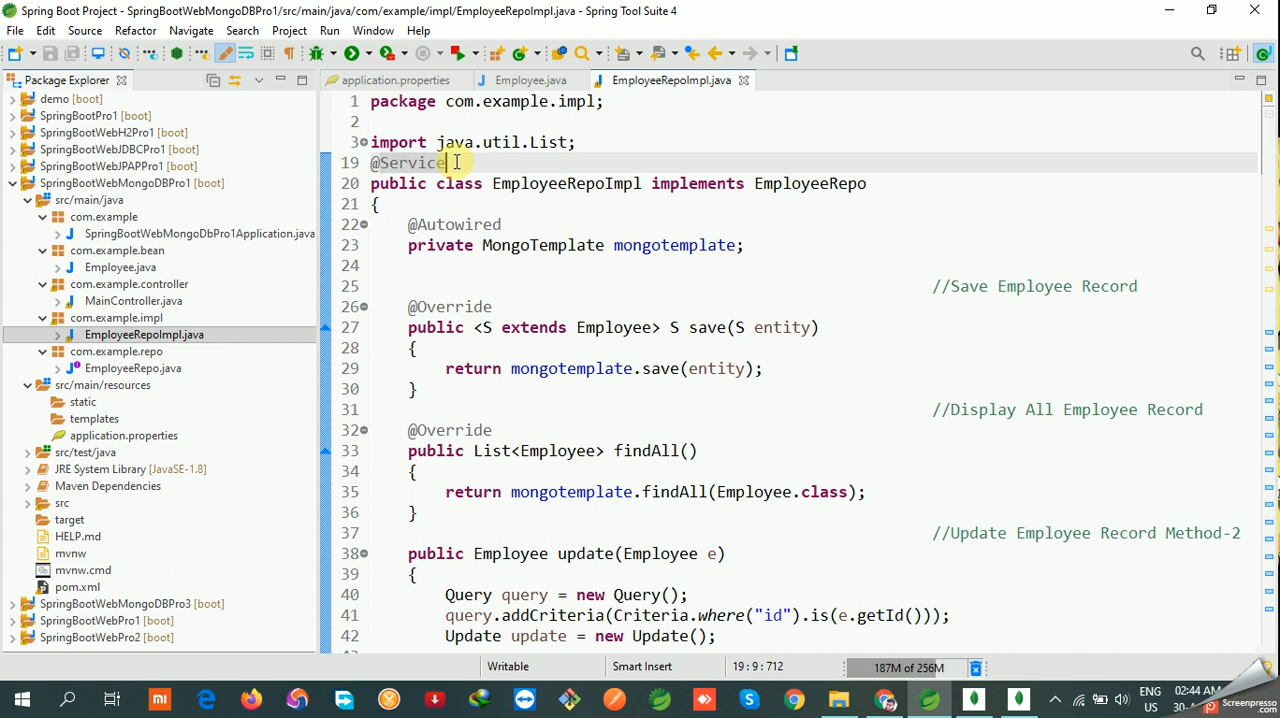 Spring Boot Project - SpringBootWebMongoDBPro1/src/main/java/com/example/impl/EmployeeRepoImpl.java - Spring Tool Suite 4
File Edit Source Refactor Navigate Search Project Run Window Help
Package Explorer
application.properties Employee.java EmployeeRepoImpl.java
demo [boot]
SpringBootPro1 [boot]
SpringBootWebH2Pro1 [boot]
SpringBootWebJDBCPro1 [boot]
SpringBootWebJPAPPro1 [boot]
SpringBootWebMongoDBPro1 [boot]
src/main/java
com.example
SpringBootWebMongoDbPro1Application.java
com.example.bean
Employee.java
com.example.controller
MainController.java
com.example.impl
EmployeeRepoImpl.java
com.example.repo
EmployeeRepo.java
src/main/resources
static
templates
application.properties
src/test/java
JRE System Library [JavaSE-1.8]
Maven Dependencies
src
target
HELP.md
mvnw
mvnw.cmd
pom.xml
SpringBootWebMongoDBPro3 [boot]
SpringBootWebPro1 [boot]
SpringBootWebPro2 [boot]
1 package com.example.impl;
2
3 import java.util.List;
19 @Service
20 public class EmployeeRepoImpl implements EmployeeRepo
21 {
22 @Autowired
23 private MongoTemplate mongotemplate;
24
25 //Save Employee Record
26 @Override
27 public <S extends Employee> S save(S entity)
28 {
29 return mongotemplate.save(entity);
30 }
31 //Display All Employee Record
32 @Override
33 public List<Employee> findAll()
34 {
35 return mongotemplate.findAll(Employee.class);
36 }
37 //Update Employee Record Method-2
38 public Employee update(Employee e)
39 {
40 Query query = new Query();
41 query.addCriteria(Criteria.where("id").is(e.getId()));
42 Update update = new Update();
Writable Smart Insert 19 : 9 : 712 187M of 256M
ENG 02:44 AM
US
Screenpresso
.com